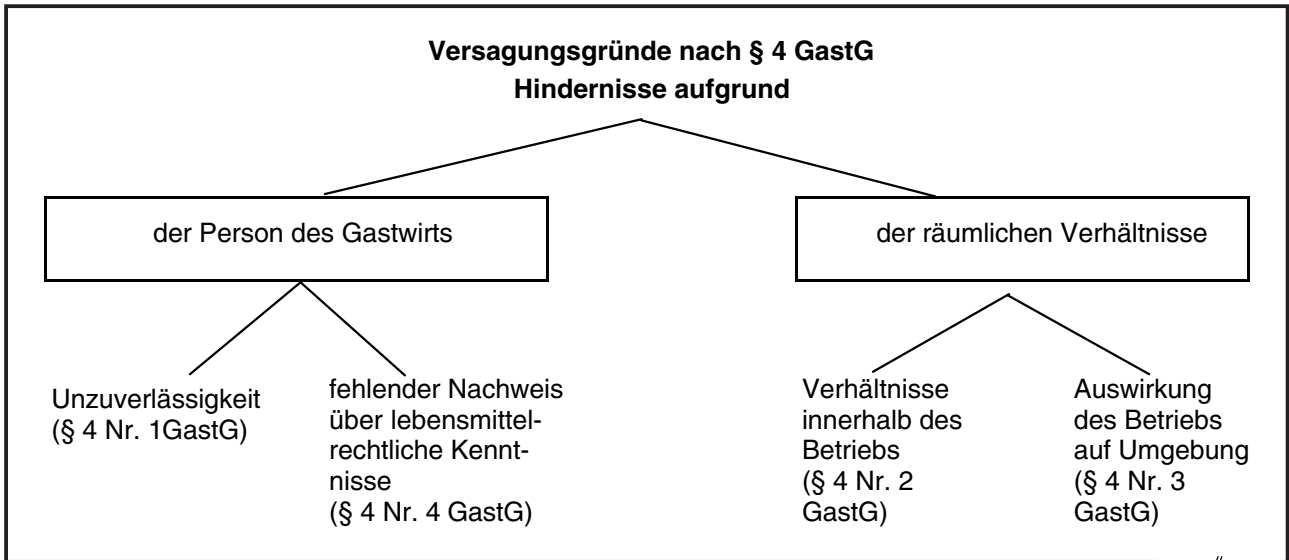 Versagungsgründe nach § 4 GastG
Hindernisse aufgrund
der Person des Gastwirts
der räumlichen Verhältnisse
Unzuverlässigkeit
(§ 4 Nr. 1GastG)
fehlender Nachweis
über lebensmittel-
rechtliche Kennt-
nisse
(§ 4 Nr. 4 GastG)
Verhältnisse
innerhalb des
Betriebs
(§ 4 Nr. 2
GastG)
Auswirkung
des Betriebs
auf Umgebung
(§ 4 Nr. 3
GastG)